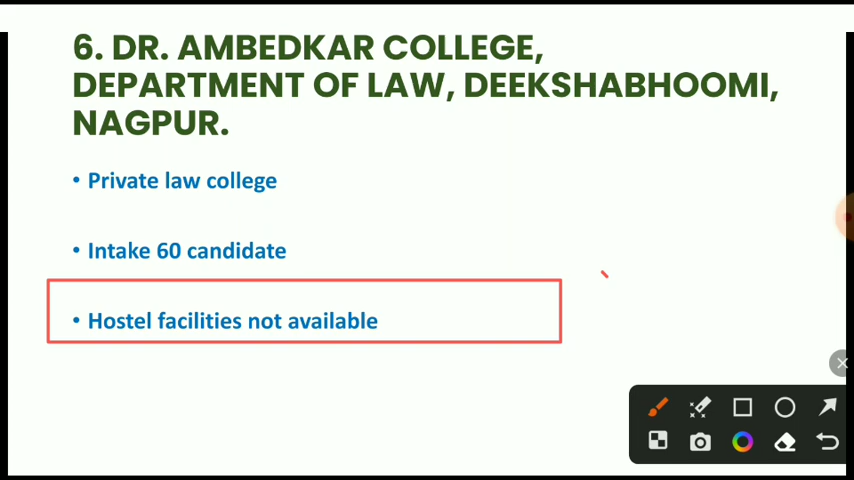 6. DR. AMBEDKAR COLLEGE,
DEPARTMENT OF LAW, DEEKSHABHOOMI,
NAGPUR.
• Private law college
• Intake 60 candidate
• Hostel facilities not available